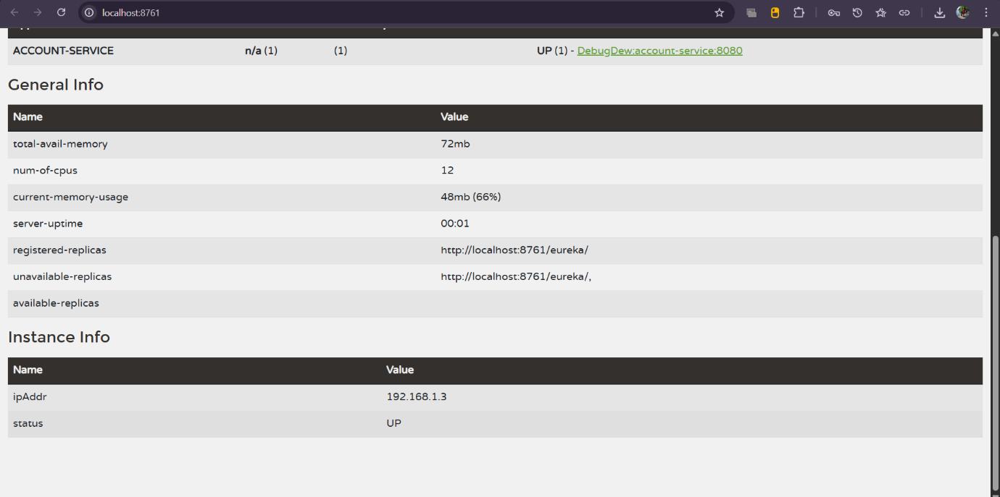 localhost:8761
ACCOUNT-SERVICE n/a (1) (1) UP (1) - DebugDew:account-service:8080
General Info
Name Value
total-avail-memory 72mb
num-of-cpus 12
current-memory-usage 48mb (66%)
server-uptime 00:01
registered-replicas http://localhost:8761/eureka/
unavailable-replicas http://localhost:8761/eureka/,
available-replicas
Instance Info
Name Value
ipAddr 192.168.1.3
status UP